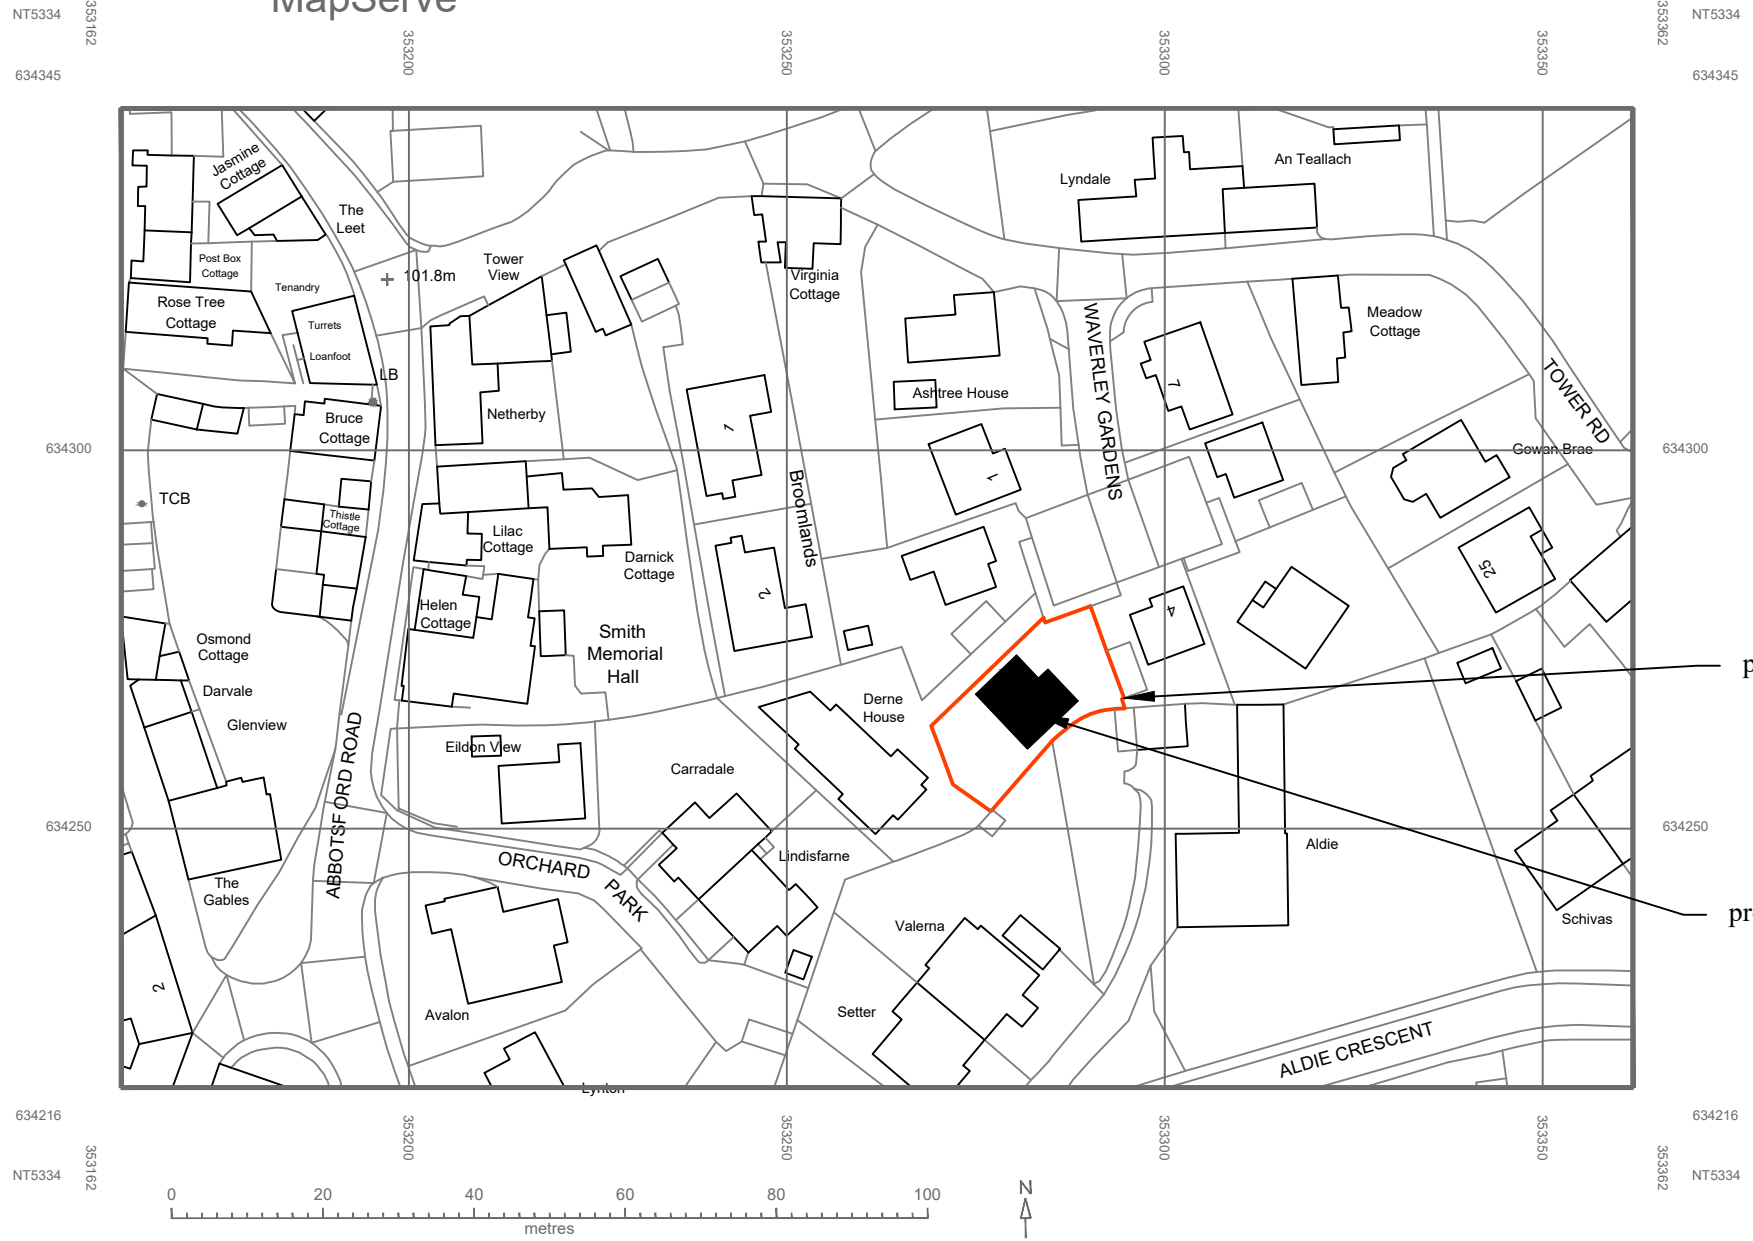 MapServe
NT5334
353162
353362
NT5334
634345
353200
353250
353300
353350
634345
Jasmine
Cottage
The
Leet
Post Box
Cottage
Tenandry
Rose Tree
Cottage
Turrets
Loanfoot
101.8m
LB
Tower
View
Netherby
Bruce
Cottage
Virginia
Cottage
Lyndale
An Teallach
Meadow
Cottage
Ashtree House
WAVERLEY GARDENS
7
TOWER RD
Gowan Brae
634300
634300
TCB
Thistle
Cottage
Lilac
Cottage
Darnick
Cottage
1
Broomlands
1
2
25
4
Helen
Cottage
Smith
Memorial
Hall
Osmond
Cottage
Darvale
Glenview
Derne
House
p
Eildon View
Carradale
ABBOTSFORD ROAD
634250
634250
ORCHARD PARK
Lindisfarne
Aldie
The
Gables
Valerna
Schivas
pr
2
Avalon
Setter
ALDIE CRESCENT
Lynton
634216
353200
353250
353300
353350
634216
NT5334
353162
353362
NT5334
0 20 40 60 80 100
metres
N